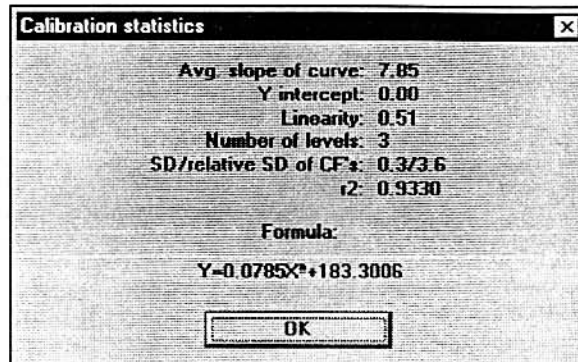 Calibration statistics
Avg. slope of curve: 7.85
Y intercept: 0.00
Linearity: 0.51
Number of levels: 3
SD/relative SD of CF's: 0.3/3.6
r2: 0.9330
Formula:
Y=0.0785Xº+183.3006
OK